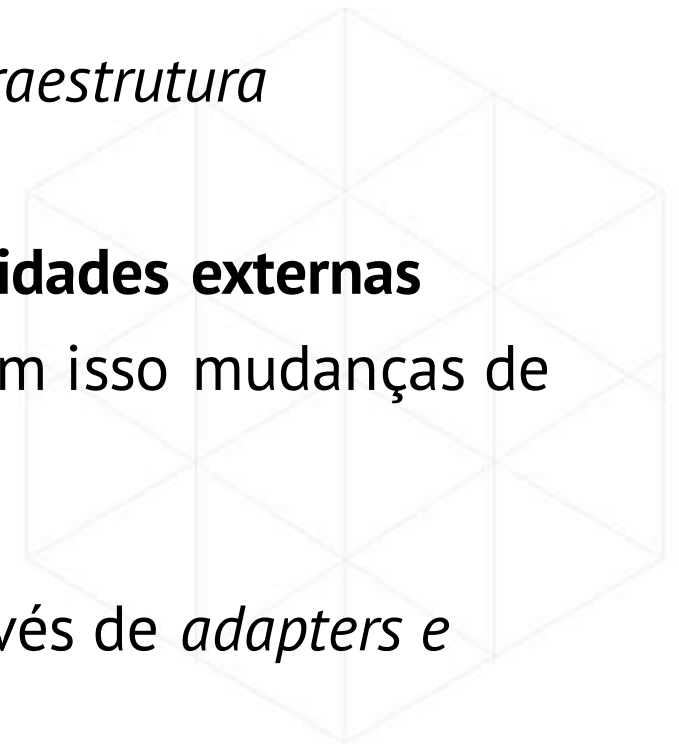 raestrutura
idades externas
m isso mudanças de
vés de adapters e